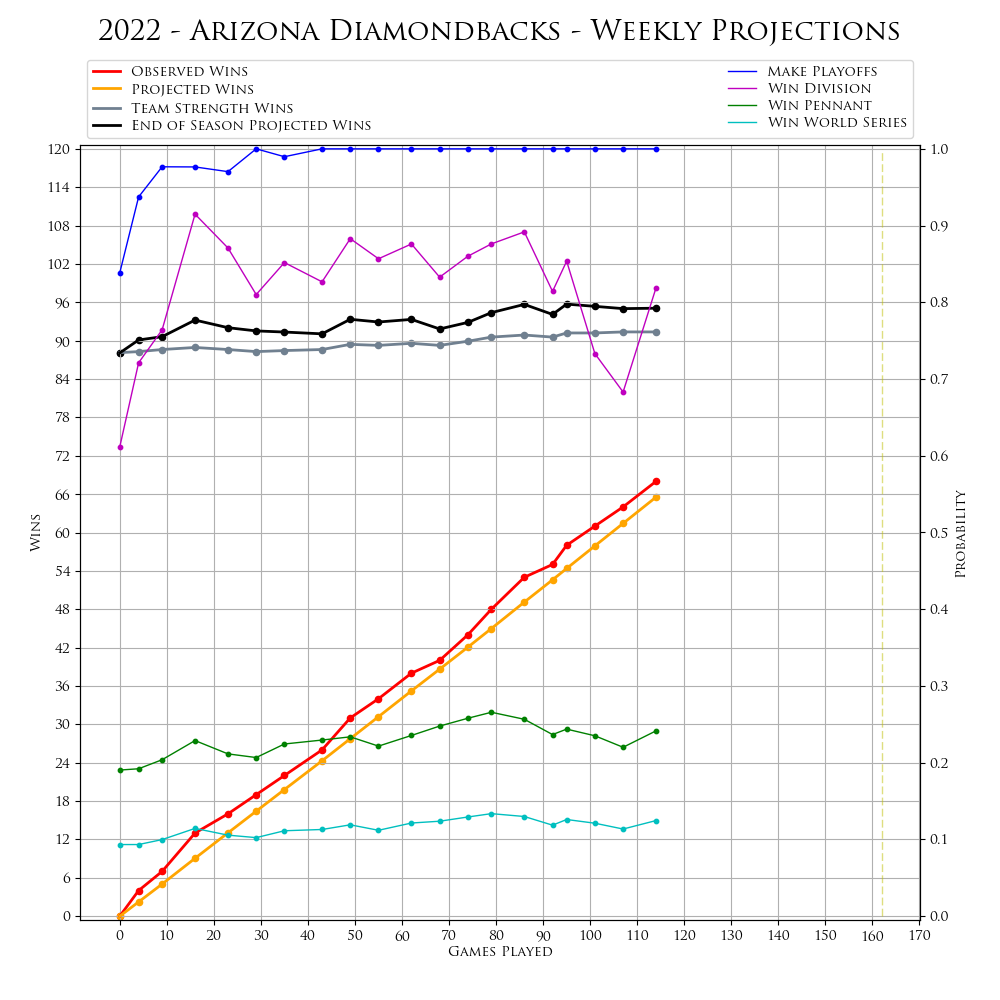 2022 - Arizona Diamondbacks - Weekly Projections
Observed Wins
Projected Wins
Team Strength Wins
End of Season Projected Wins
Make Playoffs
Win Division
Win Pennant
Win World Series
120
114
108
102
96
90
84
78
72
66
60
54
48
42
36
30
24
18
12
6
0
Wins
1.0
0.9
0.8
0.7
0.6
0.5
0.4
0.3
0.2
0.1
0.0
Probability
0 10 20 30 40 50 60 70 80 90 100 110 120 130 140 150 160 170
Games Played